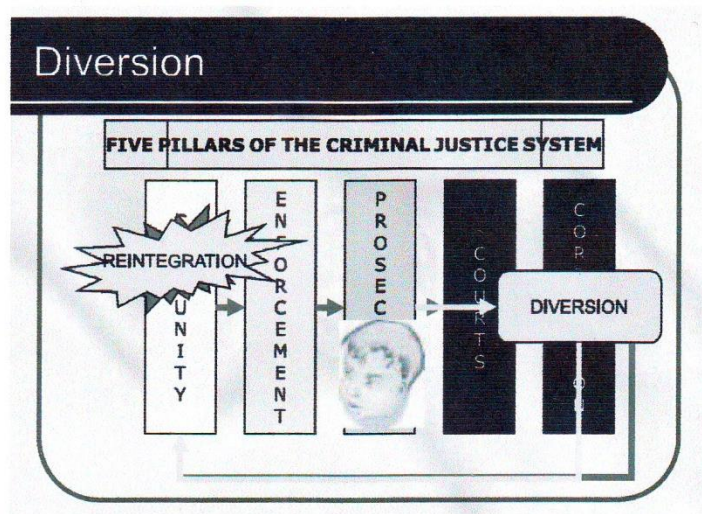 Diversion
FIVE PILLARS OF THE CRIMINAL JUSTICE SYSTEM
REINTEGRATION
UNITY
ENFORCEMENT
PROSEC
COURTS
DIVERSION